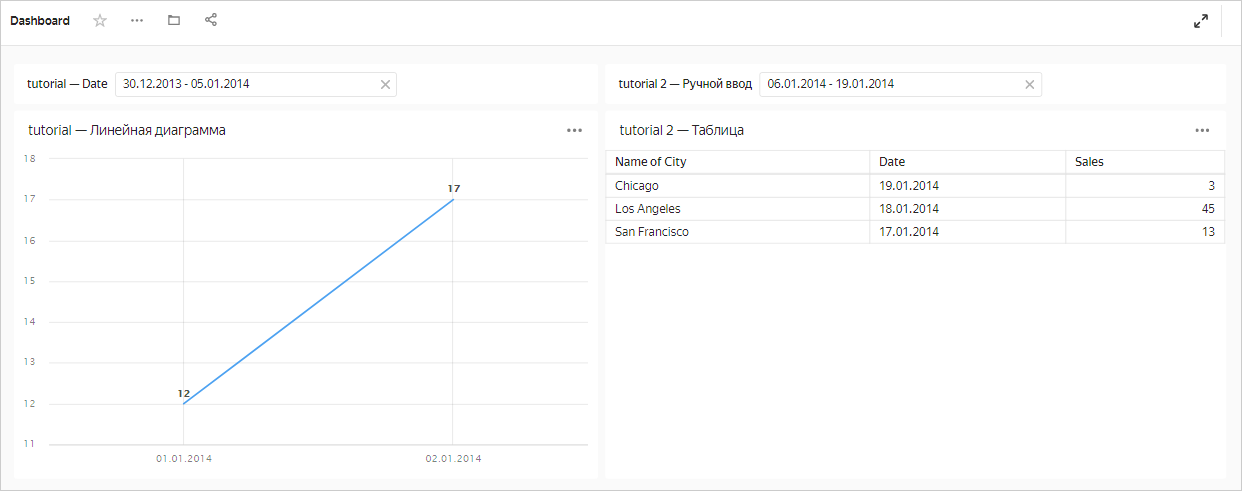 Dashboard
tutorial — Date 30.12.2013 - 05.01.2014
tutorial 2 — Ручной ввод 06.01.2014 - 19.01.2014
tutorial — Линейная диаграмма
18
17
16
15
14
13
12
11
17
12
01.01.2014 02.01.2014
tutorial 2 — Таблица
Name of City Date Sales
Chicago 19.01.2014 3
Los Angeles 18.01.2014 45
San Francisco 17.01.2014 13